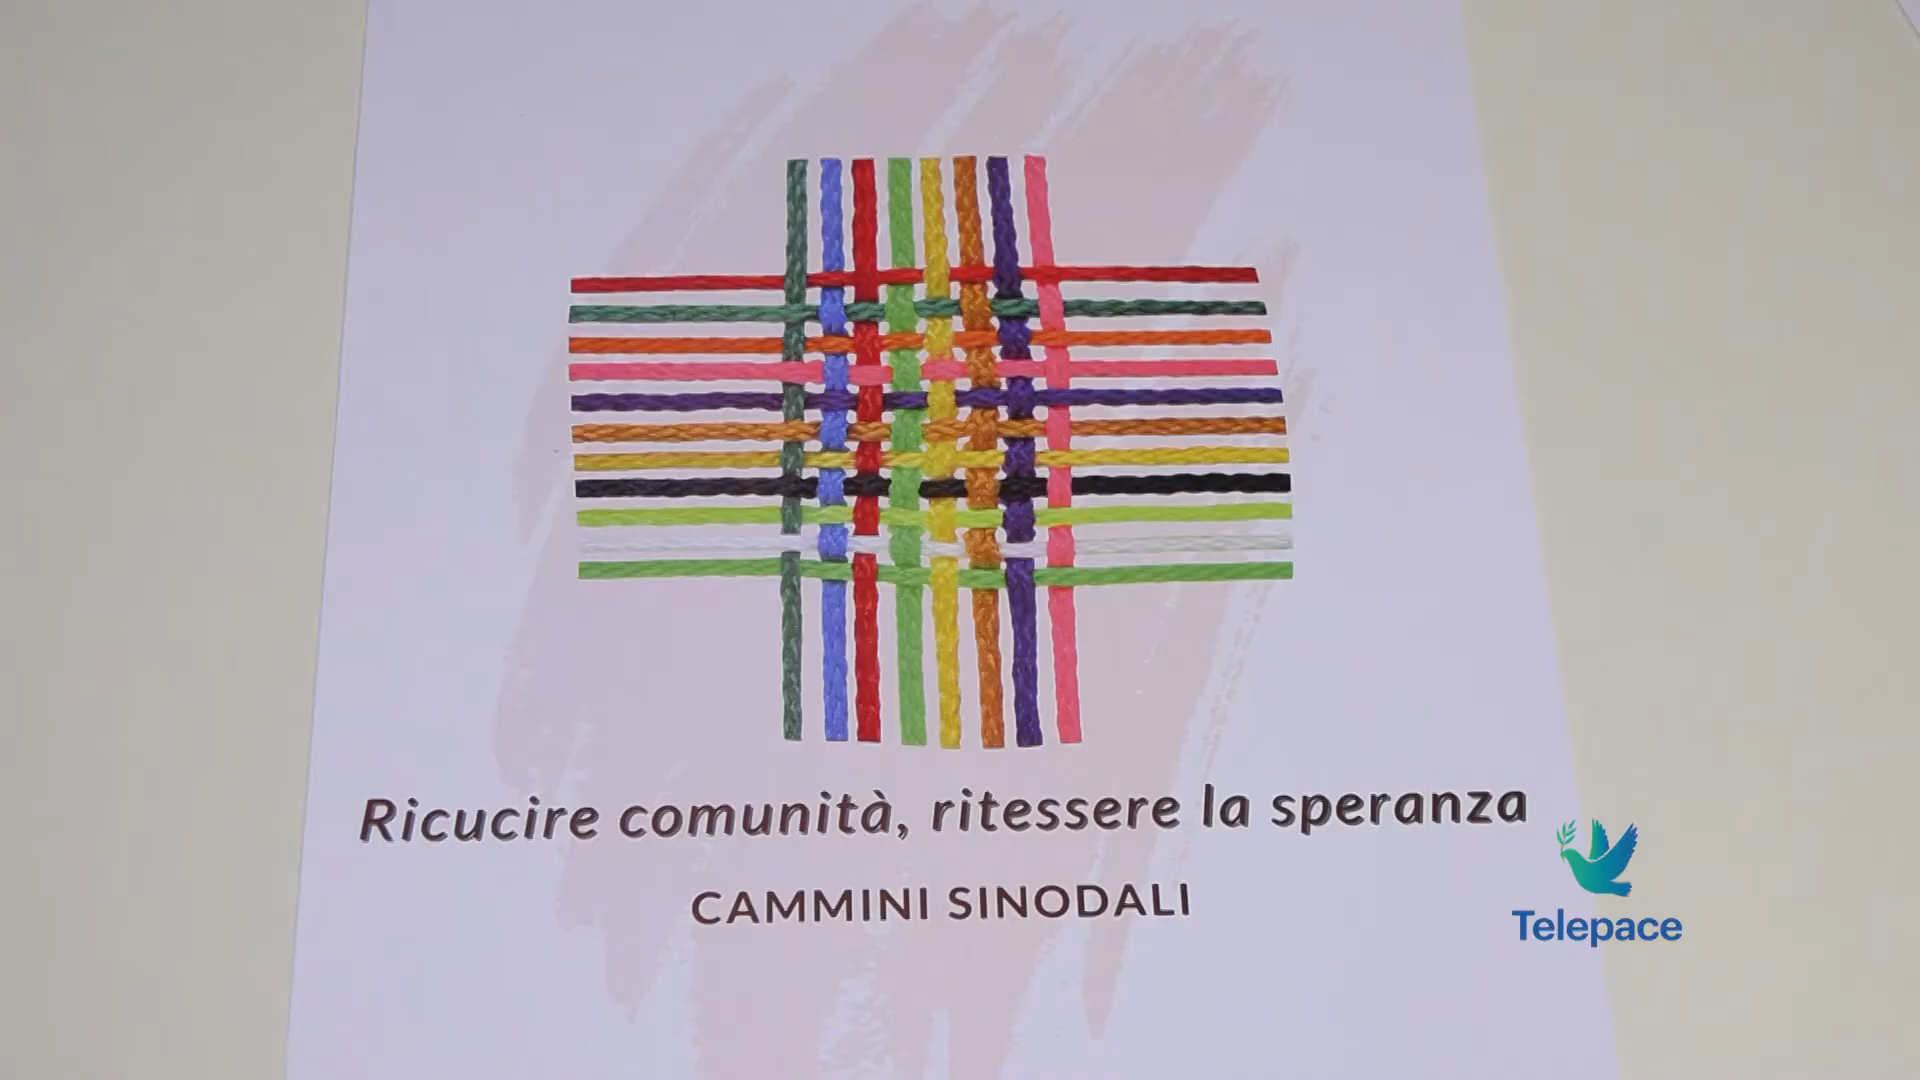 Ricucire comunità, ritessere la speranza
CAMMINI SINODALI
Telepace